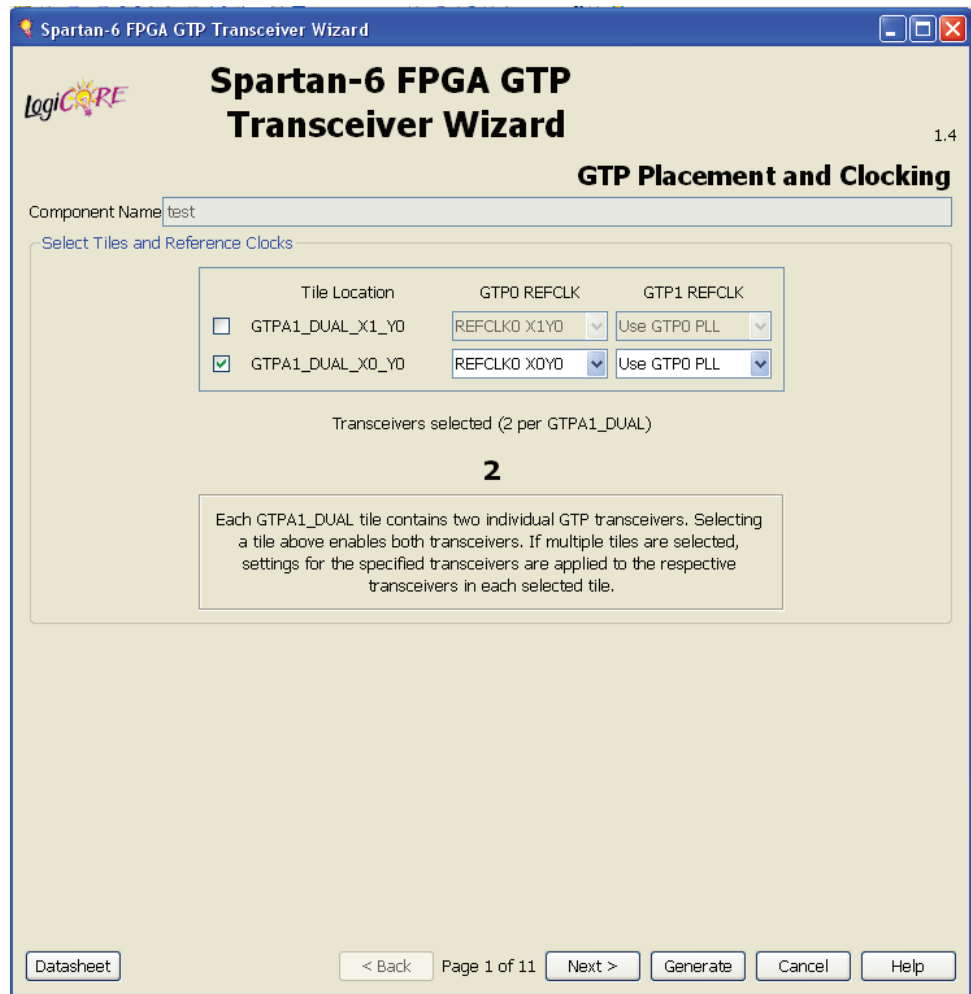 Spartan-6 FPGA GTP Transceiver Wizard
LogiCORE
Spartan-6 FPGA GTP
Transceiver Wizard
1.4
GTP Placement and Clocking
Component Name test
Select Tiles and Reference Clocks
Tile Location GTP0 REFCLK GTP1 REFCLK
GTPA1_DUAL_X1_Y0 REFCLK0 X1Y0 Use GTP0 PLL
GTPA1_DUAL_X0_Y0 REFCLK0 X0Y0 Use GTP0 PLL
Transceivers selected (2 per GTPA1_DUAL)
2
Each GTPA1_DUAL tile contains two individual GTP transceivers. Selecting
a tile above enables both transceivers. If multiple tiles are selected,
settings for the specified transceivers are applied to the respective
transceivers in each selected tile.
Datasheet < Back Page 1 of 11 Next > Generate Cancel Help